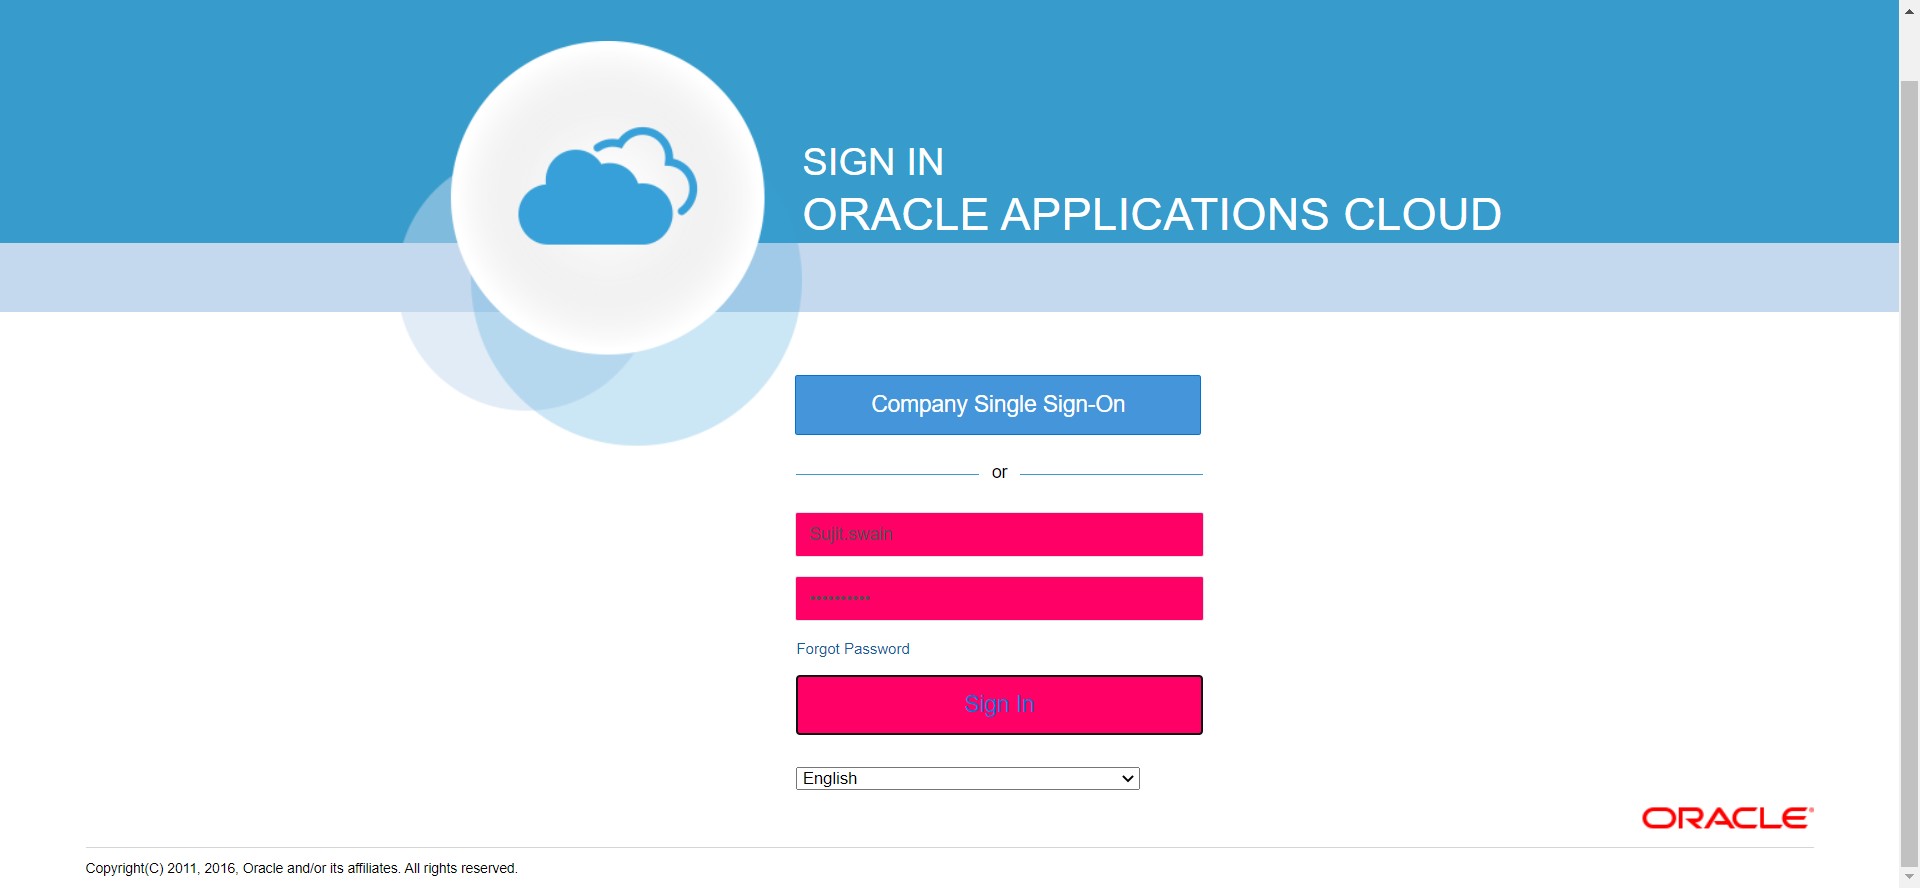 SIGN IN
ORACLE APPLICATIONS CLOUD
Company Single Sign-On
or
Sujit.swain
••••••••••
Forgot Password
Sign In
English
ORACLE®
Copyright(C) 2011, 2016, Oracle and/or its affiliates. All rights reserved.